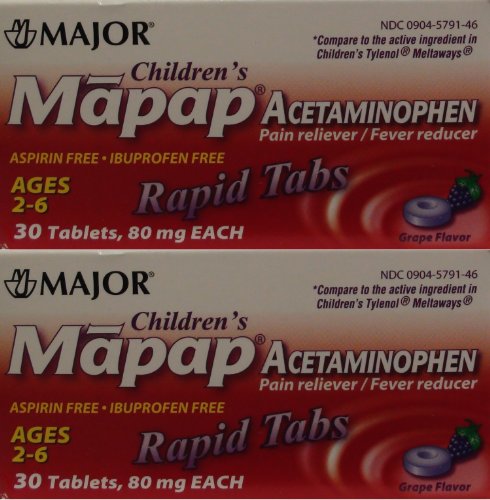 MAJOR®
NDC 0904-5791-46
*Compare to the active ingredient in
Children's Tylenol® Meltaways®
Children's
Māpap® ACETAMINOPHEN
Pain reliever / Fever reducer
ASPIRIN FREE • IBUPROFEN FREE
AGES
2-6
Rapid Tabs
30 Tablets, 80 mg EACH
Grape Flavor
MAJOR®
NDC 0904-5791-46
*Compare to the active ingredient in
Children's Tylenol® Meltaways®
Children's
Māpap® ACETAMINOPHEN
Pain reliever / Fever reducer
ASPIRIN FREE • IBUPROFEN FREE
AGES
2-6
Rapid Tabs
30 Tablets, 80 mg EACH
Grape Flavor